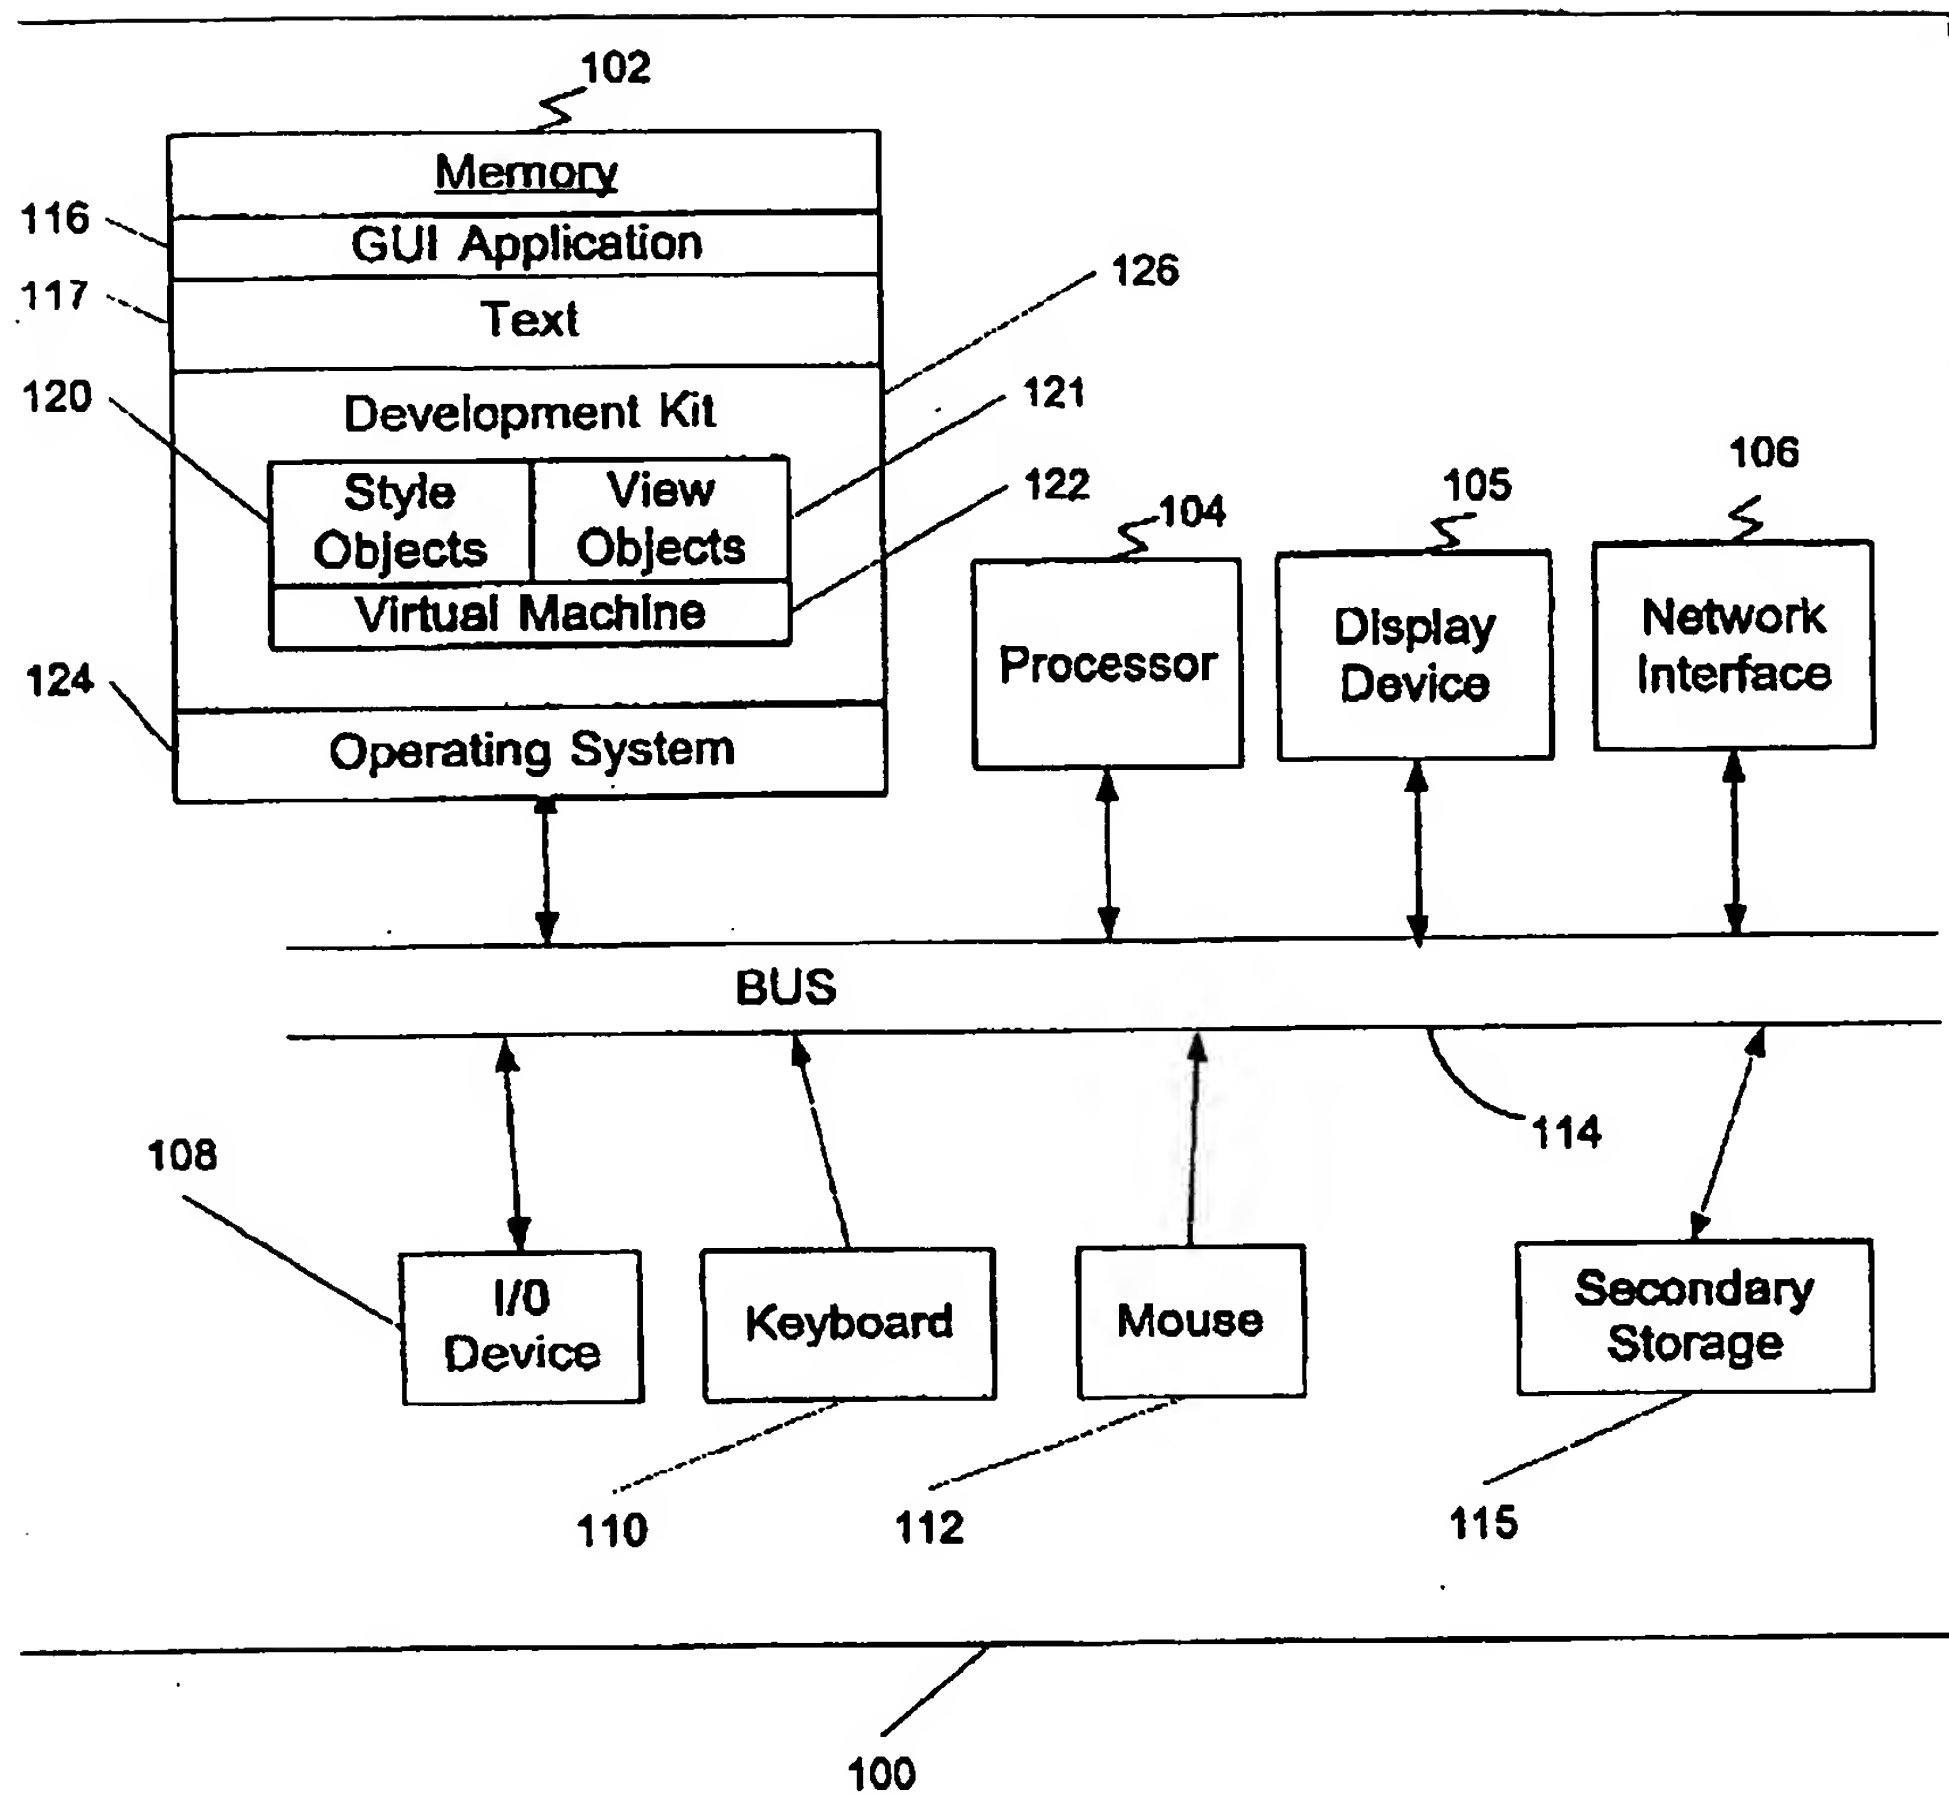 102
Memory
116
GUI Application
117
Text
126
120
Development Kit
121
Style
Objects
View
Objects
122
Virtual Machine
124
Operating System
104
Processor
105
Display
Device
106
Network
Interface
BUS
114
108
I/0
Device
Keyboard
Mouse
Secondary
Storage
110
112
115
100